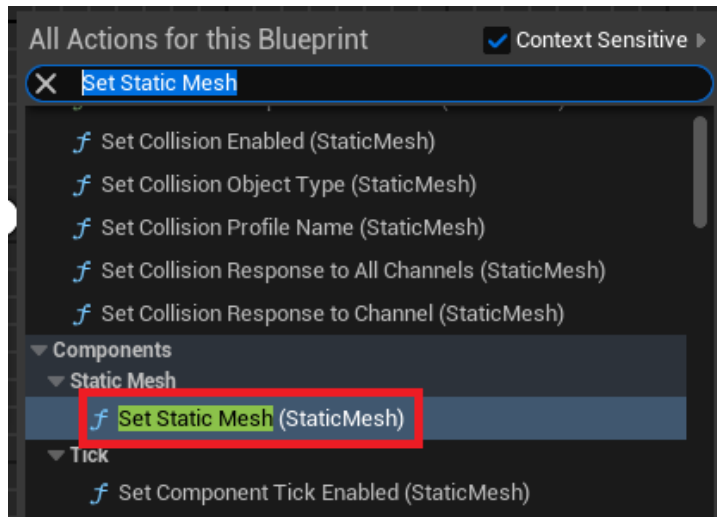 All Actions for this Blueprint Context Sensitive
Set Static Mesh
Set Collision Enabled (StaticMesh)
Set Collision Object Type (StaticMesh)
Set Collision Profile Name (StaticMesh)
Set Collision Response to All Channels (StaticMesh)
Set Collision Response to Channel (StaticMesh)
Components
Static Mesh
Set Static Mesh (StaticMesh)
Tick
Set Component Tick Enabled (StaticMesh)